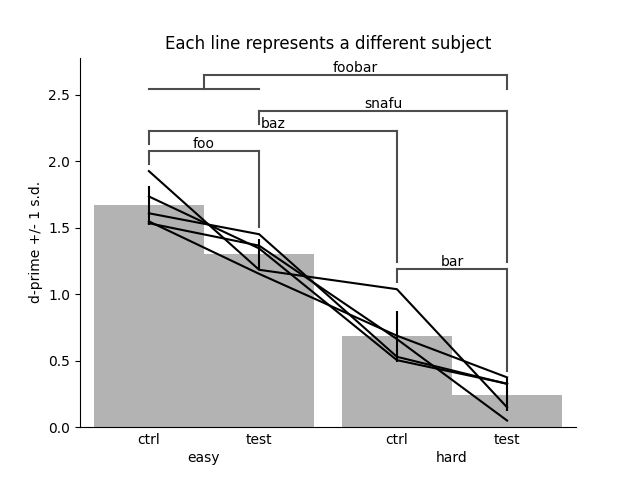 Each line represents a different subject
foobar
snafu
baz
foo
bar
d-prime +/- 1 s.d.
2.5
2.0
1.5
1.0
0.5
0.0
ctrl test ctrl test
easy hard